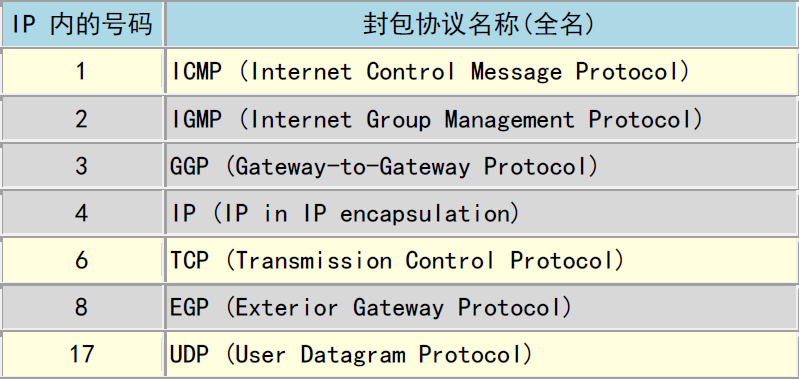 IP 内的号码 封包协议名称(全名)
1 ICMP (Internet Control Message Protocol)
2 IGMP (Internet Group Management Protocol)
3 GGP (Gateway-to-Gateway Protocol)
4 IP (IP in IP encapsulation)
6 TCP (Transmission Control Protocol)
8 EGP (Exterior Gateway Protocol)
17 UDP (User Datagram Protocol)